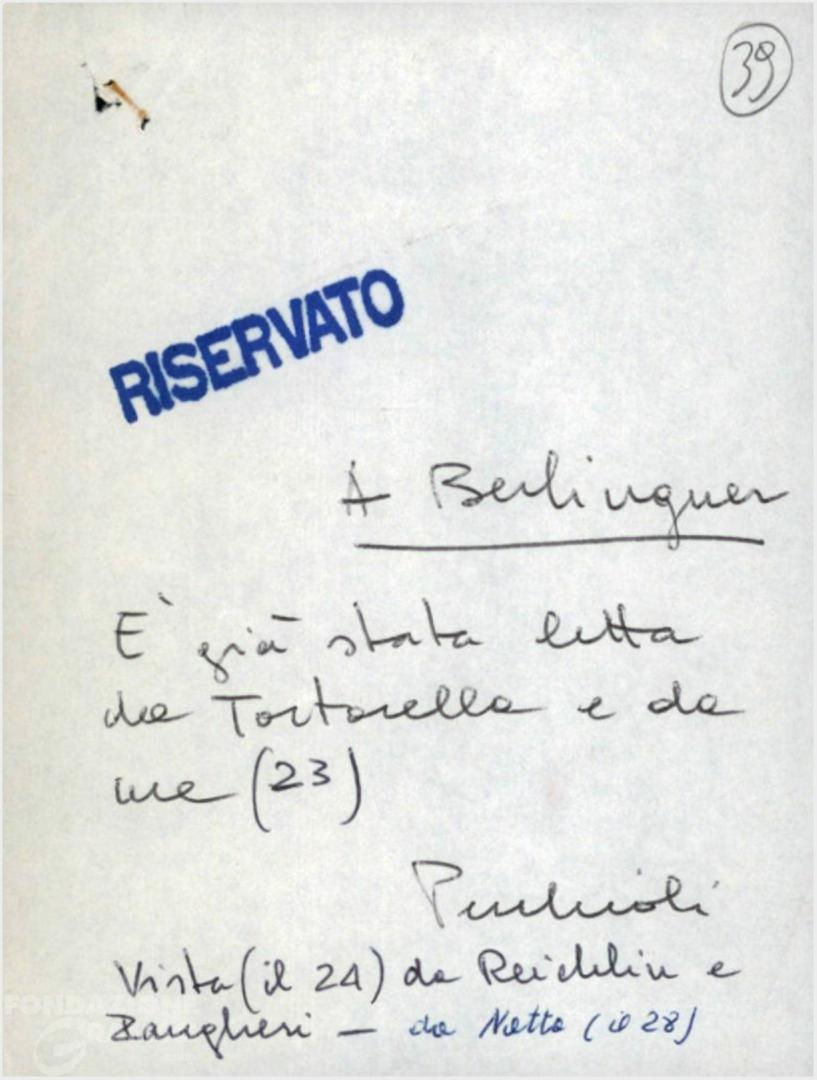 39
RISERVATO
A Berlinguer
E' già stata letta
da Tortorella e da
me (23)
Pecchioli
Vista (il 24) da Reichlin e
Zangheri — da Natta (il 28)
FONDAZIONE